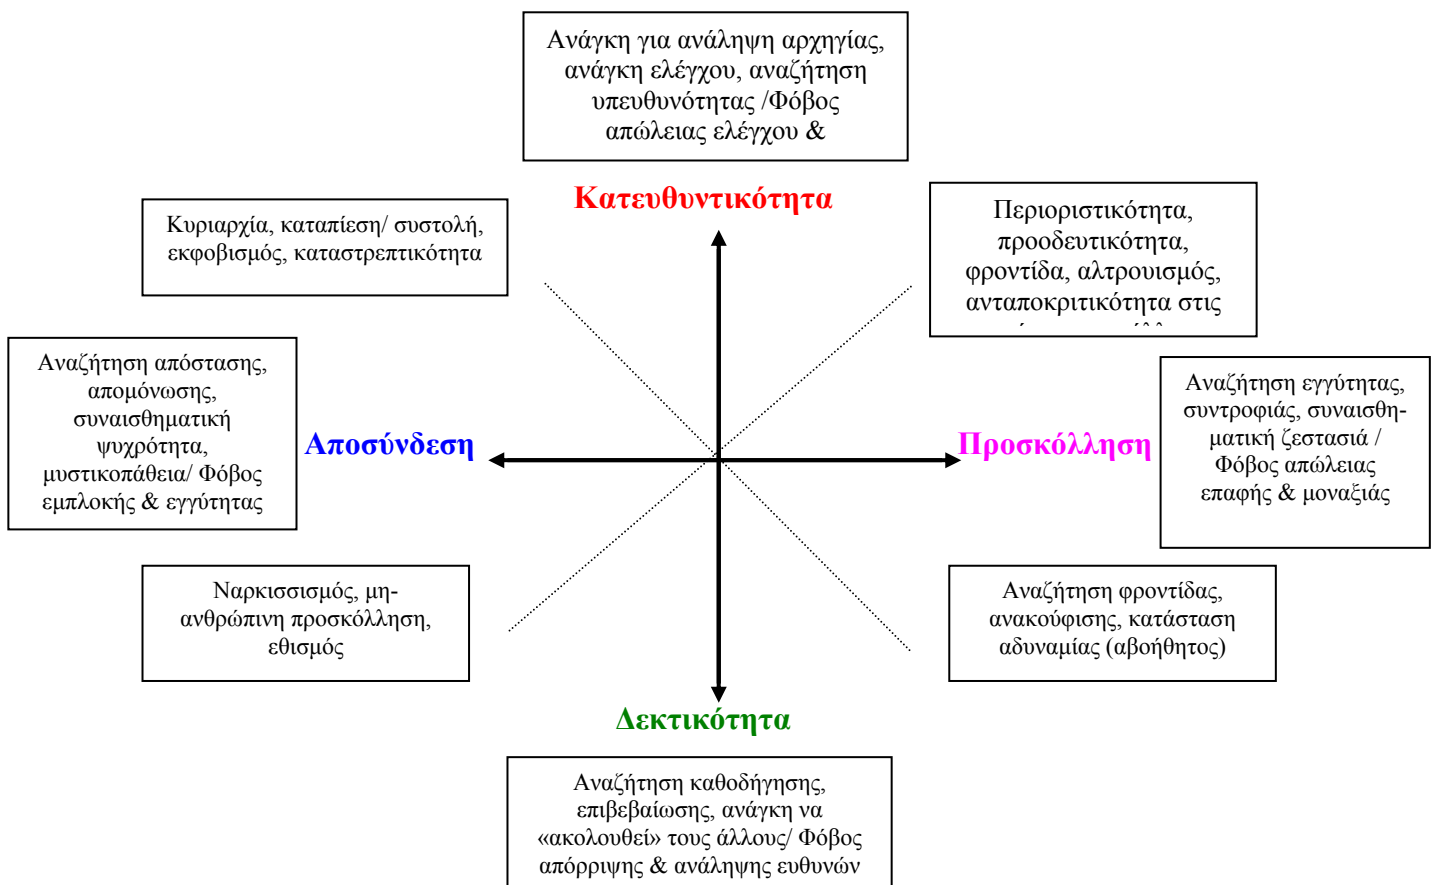 Ανάγκη για ανάληψη αρχηγίας,
ανάγκη ελέγχου, αναζήτηση
υπευθυνότητας /Φόβος
απώλειας ελέγχου &
Κατευθυντικότητα
Κυριαρχία, καταπίεση/ συστολή,
εκφοβισμός, καταστρεπτικότητα
Περιοριστικότητα,
προοδευτικότητα,
φροντίδα, αλτρουισμός,
ανταποκριτικότητα στις
Αναζήτηση απόστασης,
απομόνωσης,
συναισθηματική
ψυχρότητα,
μυστικοπάθεια/ Φόβος
εμπλοκής & εγγύτητας
Αποσύνδεση
Προσκόλληση
Αναζήτηση εγγύτητας,
συντροφιάς, συναισθη-
ματική ζεστασιά /
Φόβος απώλειας
επαφής & μοναξιάς
Ναρκισσισμός, μη-
ανθρώπινη προσκόλληση,
εθισμός
Αναζήτηση φροντίδας,
ανακούφισης, κατάσταση
αδυναμίας (αβοήθητος)
Δεκτικότητα
Αναζήτηση καθοδήγησης,
επιβεβαίωσης, ανάγκη να
«ακολουθεί» τους άλλους/ Φόβος
απόρριψης & ανάληψης ευθυνών